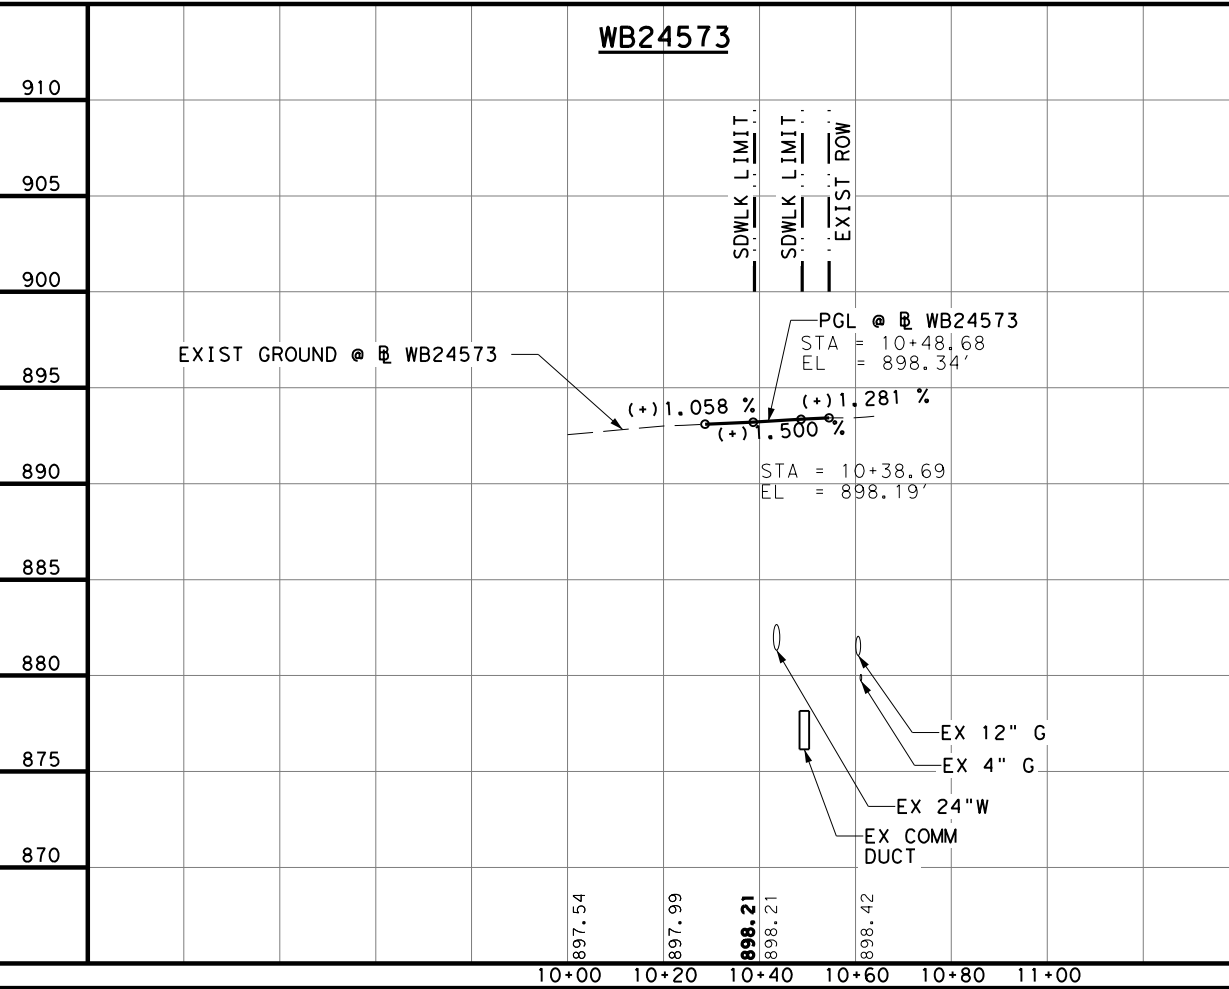 WB24573
910
905
900
895
890
885
880
875
870
SDWLK LIMIT
SDWLK LIMIT
EXIST ROW
PGL @ BL WB24573
STA = 10+48.68
EL = 898.34'
EXIST GROUND @ BL WB24573
(+)1.058 %
(+)1.281 %
(+)1.500 %
STA = 10+38.69
EL = 898.19'
EX 12" G
EX 4" G
EX 24"W
EX COMM
DUCT
897.54
897.99
898.21
898.21
898.42
10+00
10+20
10+40
10+60
10+80
11+00